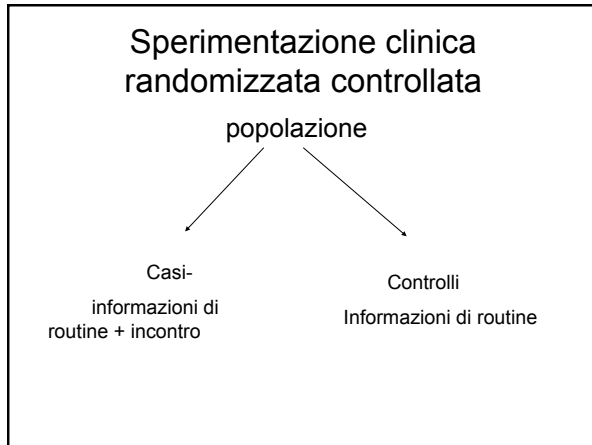 Sperimentazione clinica
randomizzata controllata
popolazione
Casi-
informazioni di
routine + incontro
Controlli
Informazioni di routine